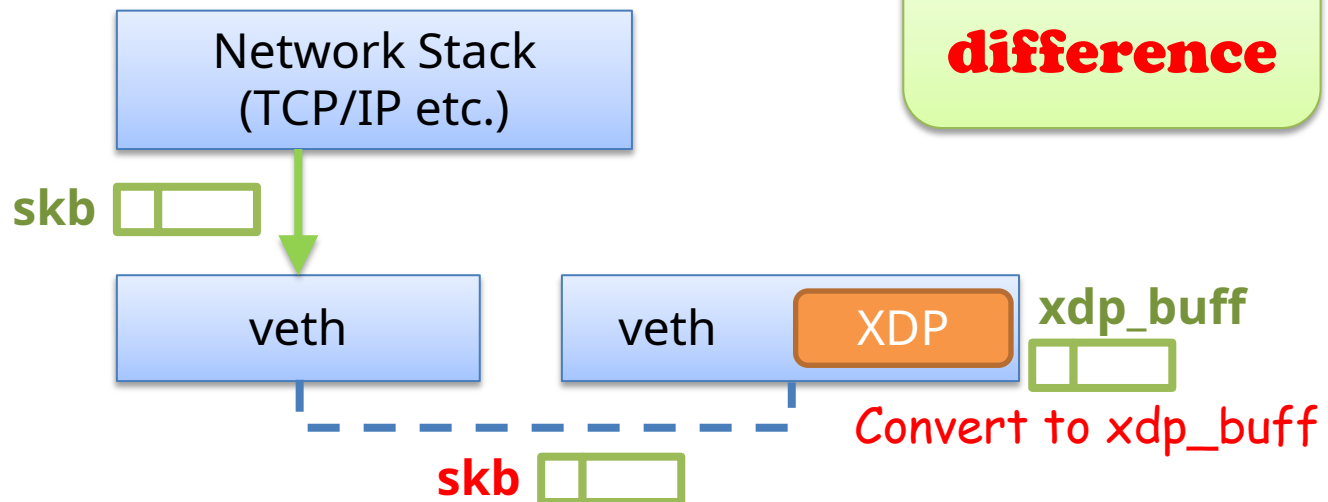 difference
Network Stack
(TCP/IP etc.)
skb
veth
veth
XDP
xdp_buff
Convert to xdp_buff
skb